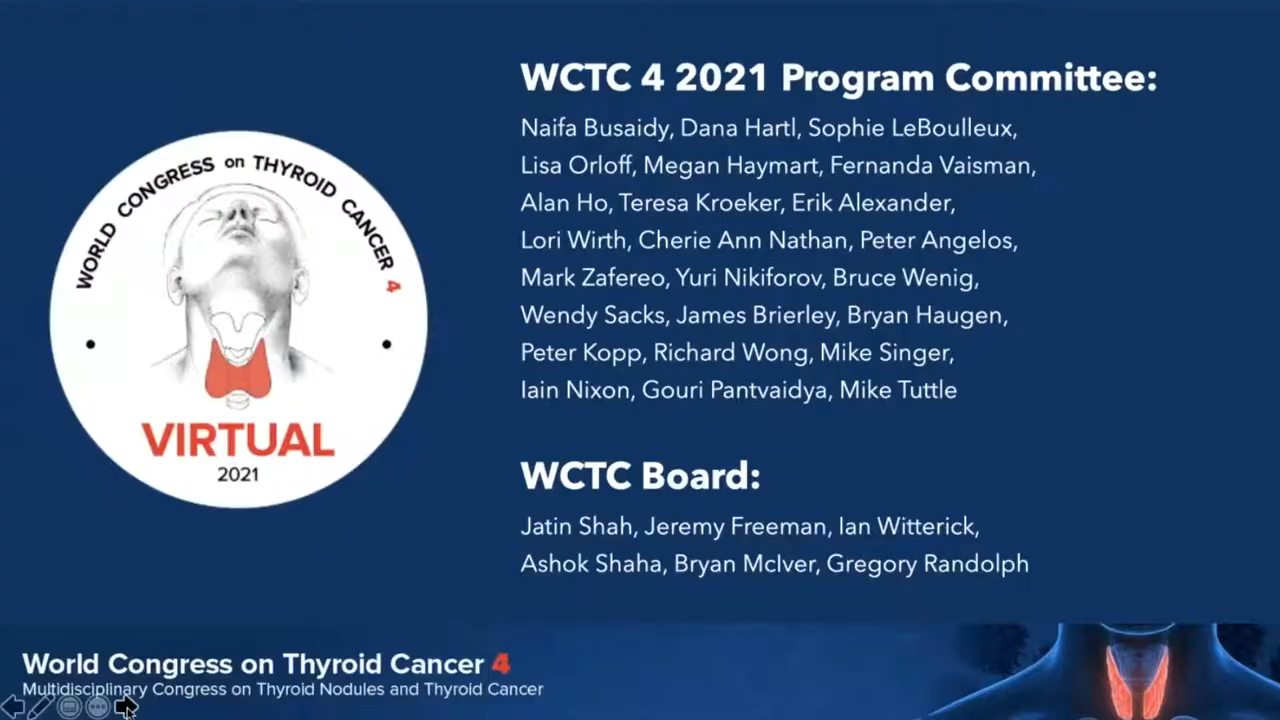 WORLD CONGRESS on THYROID CANCER 4
VIRTUAL
2021
WCTC 4 2021 Program Committee:
Naifa Busaidy, Dana Hartl, Sophie LeBoulleux,
Lisa Orloff, Megan Haymart, Fernanda Vaisman,
Alan Ho, Teresa Kroeker, Erik Alexander,
Lori Wirth, Cherie Ann Nathan, Peter Angelos,
Mark Zafereo, Yuri Nikiforov, Bruce Wenig,
Wendy Sacks, James Brierley, Bryan Haugen,
Peter Kopp, Richard Wong, Mike Singer,
Iain Nixon, Gouri Pantvaidya, Mike Tuttle
WCTC Board:
Jatin Shah, Jeremy Freeman, Ian Witterick,
Ashok Shaha, Bryan McIver, Gregory Randolph
World Congress on Thyroid Cancer 4
Multidisciplinary Congress on Thyroid Nodules and Thyroid Cancer